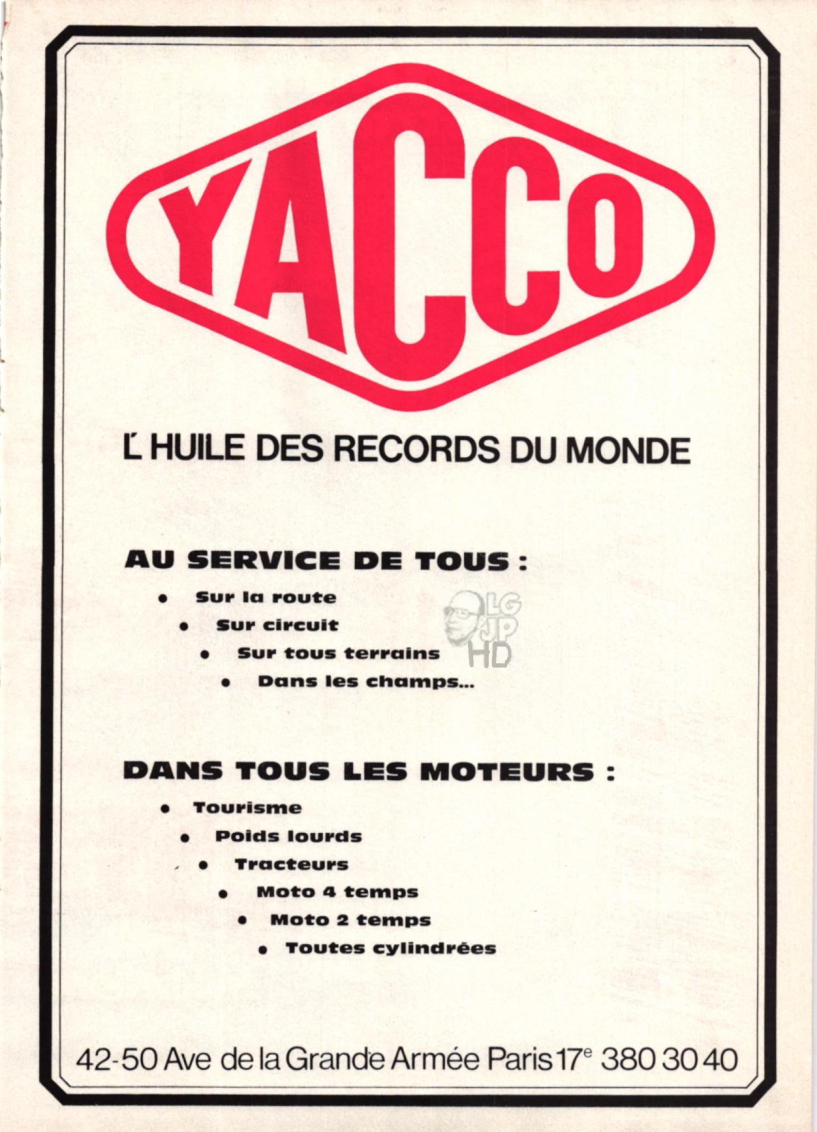 YACCO
L'HUILE DES RECORDS DU MONDE
AU SERVICE DE TOUS :
• Sur la route
• Sur circuit
• Sur tous terrains
• Dans les champs...
LG
JP
HD
DANS TOUS LES MOTEURS :
• Tourisme
• Poids lourds
• Tracteurs
• Moto 4 temps
• Moto 2 temps
• Toutes cylindrées
42-50 Ave de la Grande Armée Paris 17e 380 30 40